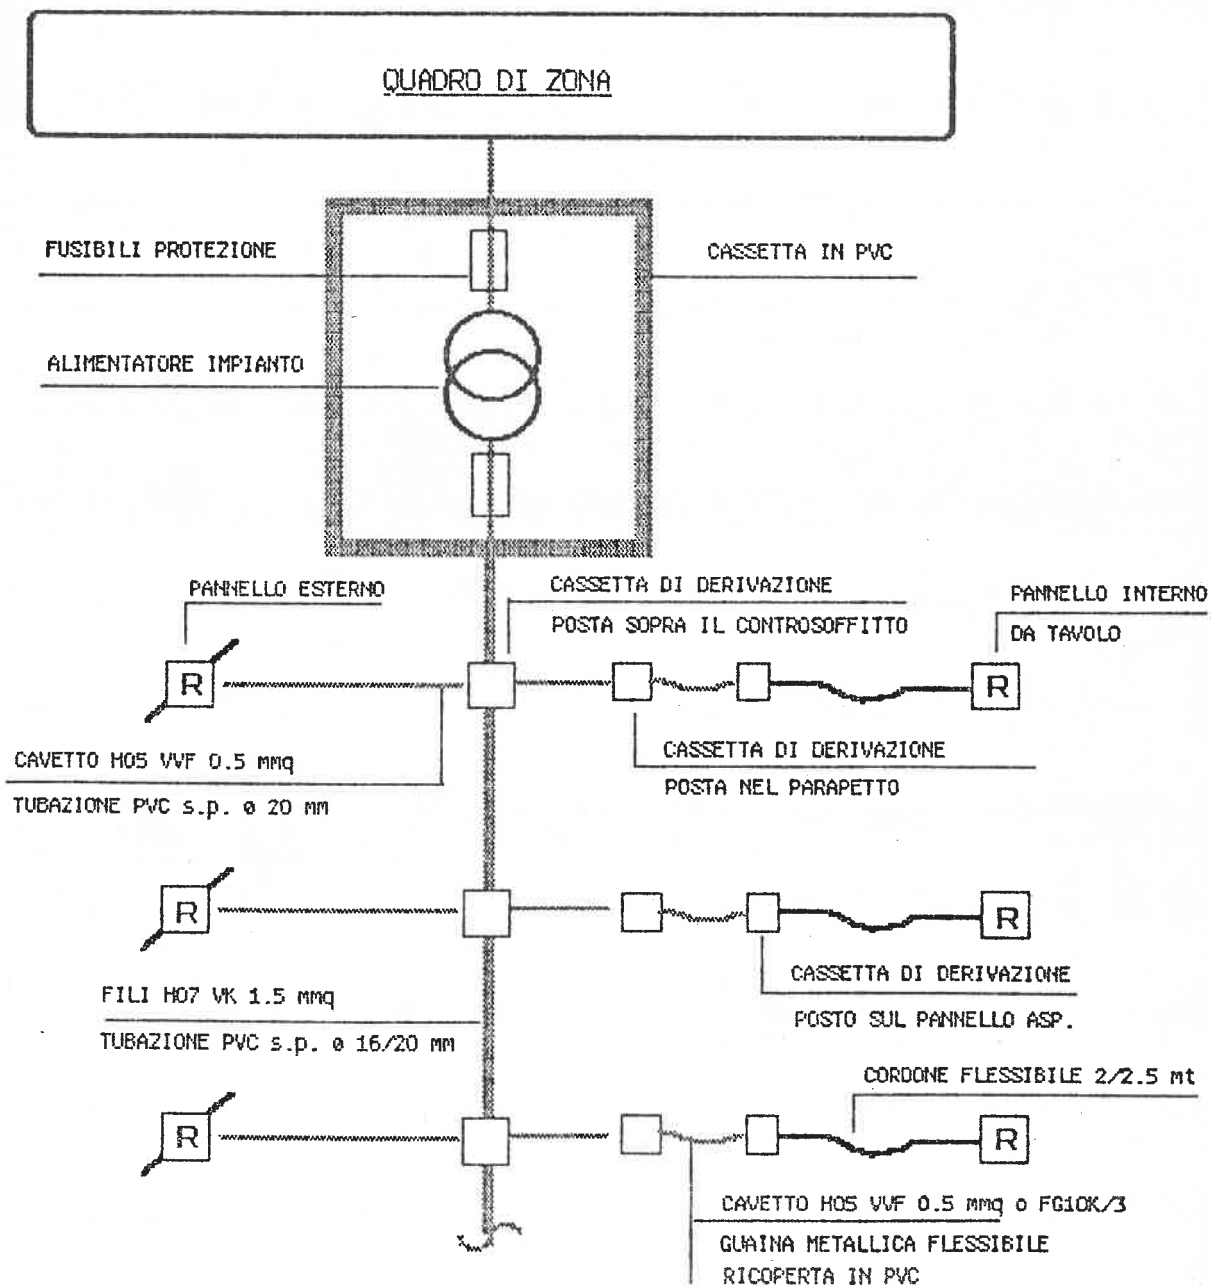 QUADRO DI ZONA
FUSIBILI PROTEZIONE
CASSETTA IN PVC
ALIMENTATORE IMPIANTO
PANNELLO ESTERNO
CASSETTA DI DERIVAZIONE
POSTA SOPRA IL CONTROSOFFITTO
PANNELLO INTERNO
DA TAVOLO
R
R
CAVETTO H05 VVF 0.5 mmq
TUBAZIONE PVC s.p. ø 20 mm
CASSETTA DI DERIVAZIONE
POSTA NEL PARAPETTO
R
R
FILI H07 VK 1.5 mmq
TUBAZIONE PVC s.p. ø 16/20 mm
CASSETTA DI DERIVAZIONE
POSTO SUL PANNELLO ASP.
CORDONE FLESSIBILE 2/2.5 mt
R
R
CAVETTO H05 VVF 0.5 mmq o FG10K/3
GUAINA METALLICA FLESSIBILE
RICOPERTA IN PVC